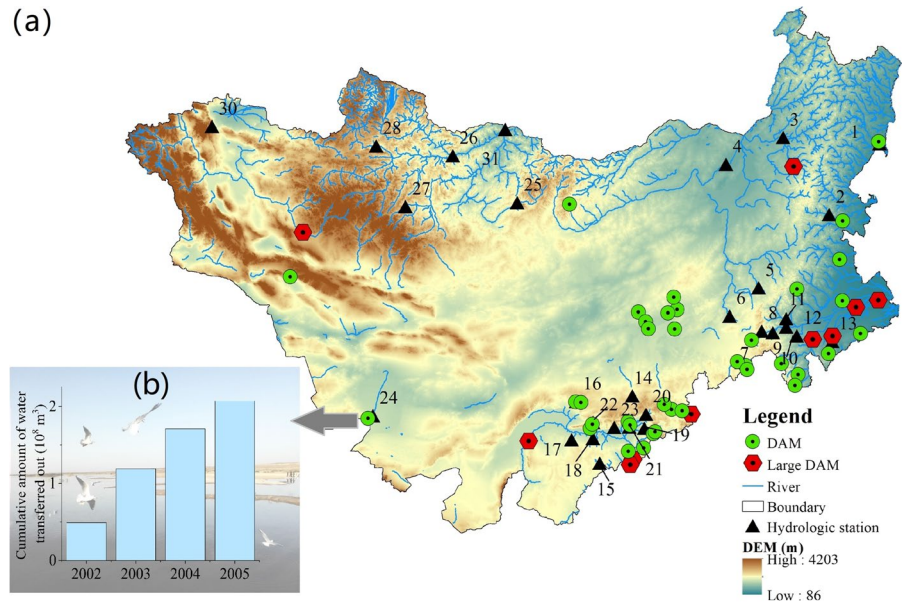 (a)
30
28
26
31
27
25
4
3
1
2
5
6
11
8
12
13
7
9
10
16
14
20
22
23
24
17
18
19
21
15
(b)
Cumulative amount of water
transferred out (10⁸ m³)
2
1
0
2002 2003 2004 2005
Legend
DAM
Large DAM
River
Boundary
Hydrologic station
DEM (m)
High : 4203
Low : 86